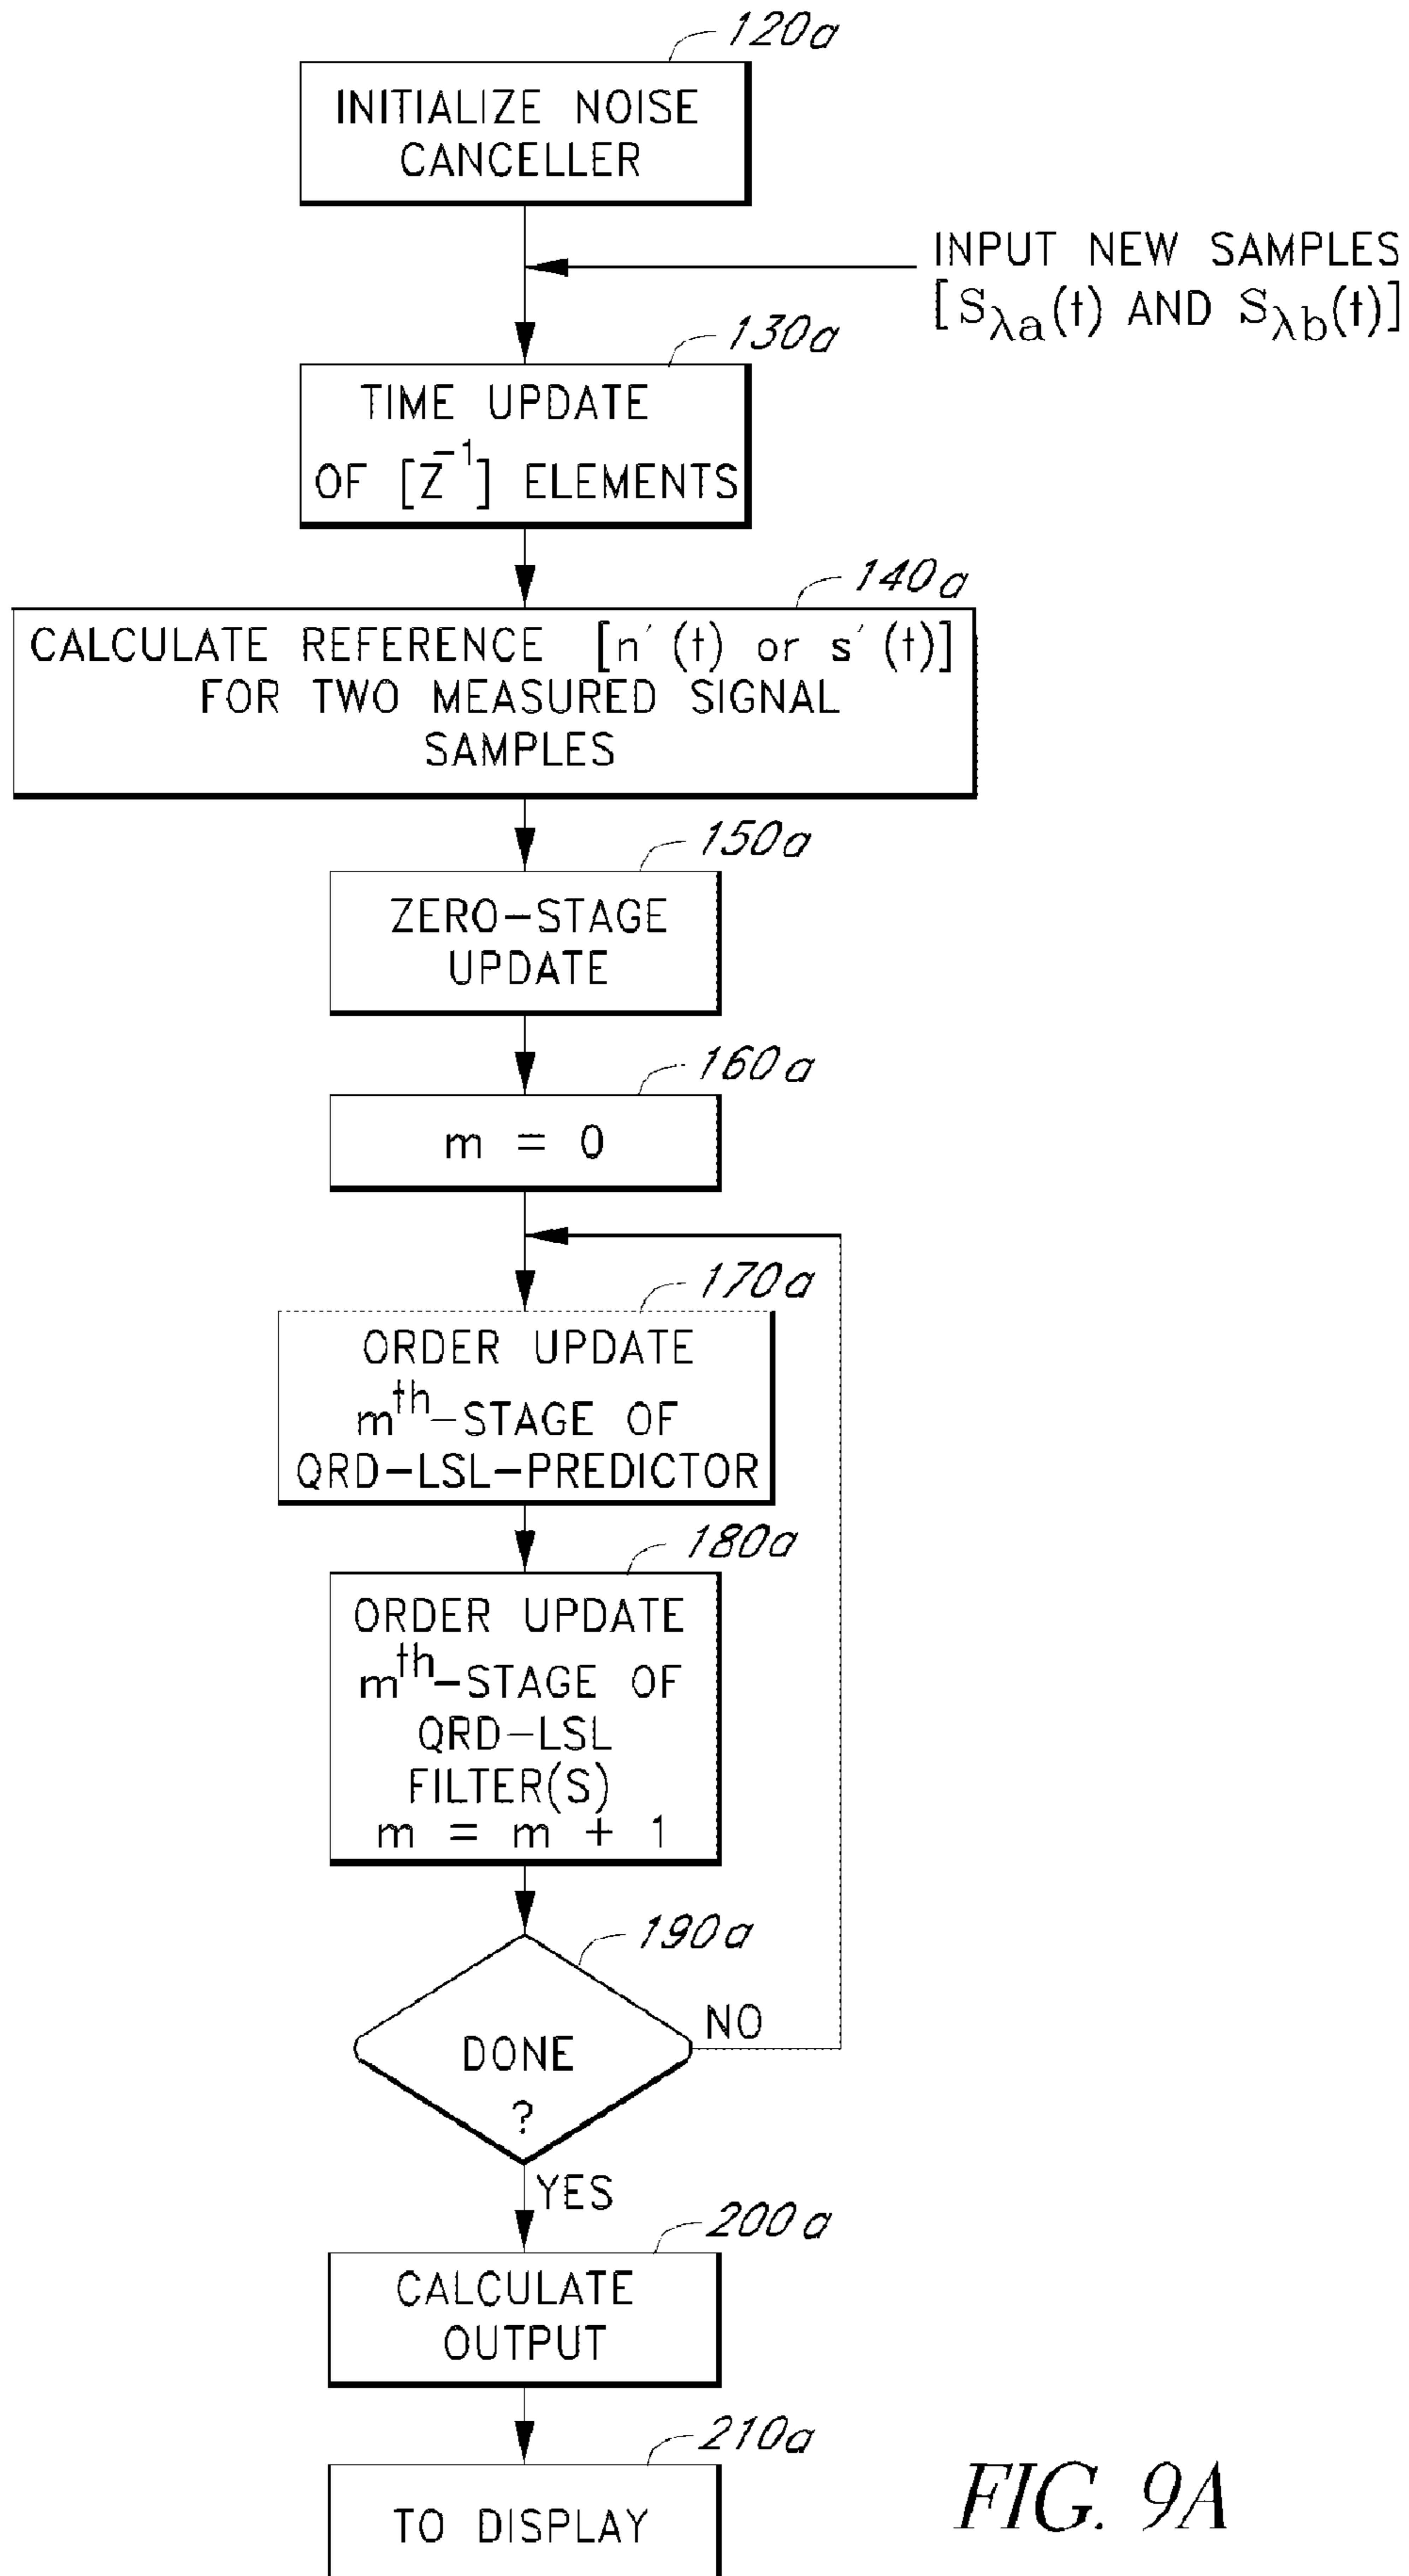 120a
INITIALIZE NOISE
CANCELLER
INPUT NEW SAMPLES
[Sλa(t) AND Sλb(t)]
130a
TIME UPDATE
OF [Z⁻¹] ELEMENTS
140a
CALCULATE REFERENCE [n′(t) or s′(t)]
FOR TWO MEASURED SIGNAL
SAMPLES
150a
ZERO-STAGE
UPDATE
160a
m = 0
170a
ORDER UPDATE
mᵗʰ-STAGE OF
QRD-LSL-PREDICTOR
180a
ORDER UPDATE
mᵗʰ-STAGE OF
QRD-LSL
FILTER(S)
m = m + 1
190a
NO
DONE
?
YES
200a
CALCULATE
OUTPUT
210a
TO DISPLAY
FIG. 9A